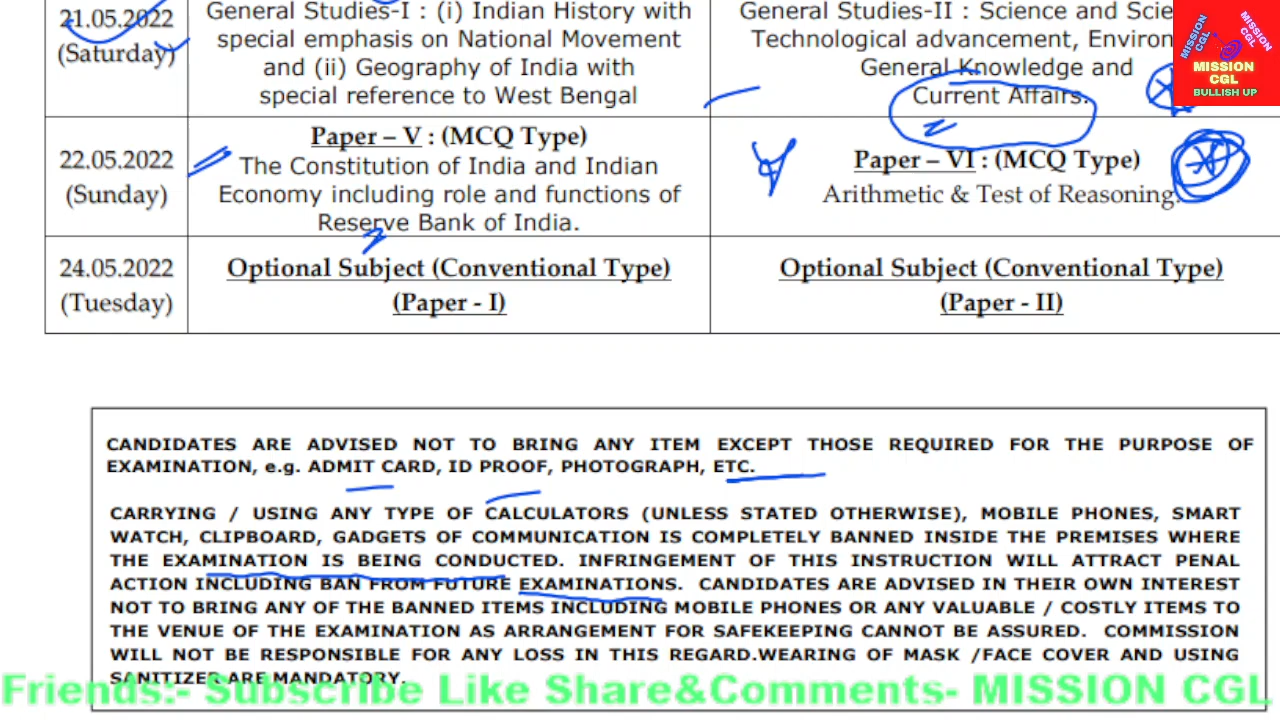 21.05.2022
(Saturday)
General Studies-I : (i) Indian History with
special emphasis on National Movement
and (ii) Geography of India with
special reference to West Bengal
General Studies-II : Science and Scie
Technological advancement, Environ
General Knowledge and
Current Affairs.
MISSION CGL
MISSION CGL
MISSION
CGL
BULLISH UP
22.05.2022
(Sunday)
Paper – V : (MCQ Type)
The Constitution of India and Indian
Economy including role and functions of
Reserve Bank of India.
Paper – VI : (MCQ Type)
Arithmetic & Test of Reasoning.
24.05.2022
(Tuesday)
Optional Subject (Conventional Type)
(Paper - I)
Optional Subject (Conventional Type)
(Paper - II)
CANDIDATES ARE ADVISED NOT TO BRING ANY ITEM EXCEPT THOSE REQUIRED FOR THE PURPOSE OF
EXAMINATION, e.g. ADMIT CARD, ID PROOF, PHOTOGRAPH, ETC.
CARRYING / USING ANY TYPE OF CALCULATORS (UNLESS STATED OTHERWISE), MOBILE PHONES, SMART
WATCH, CLIPBOARD, GADGETS OF COMMUNICATION IS COMPLETELY BANNED INSIDE THE PREMISES WHERE
THE EXAMINATION IS BEING CONDUCTED. INFRINGEMENT OF THIS INSTRUCTION WILL ATTRACT PENAL
ACTION INCLUDING BAN FROM FUTURE EXAMINATIONS. CANDIDATES ARE ADVISED IN THEIR OWN INTEREST
NOT TO BRING ANY OF THE BANNED ITEMS INCLUDING MOBILE PHONES OR ANY VALUABLE / COSTLY ITEMS TO
THE VENUE OF THE EXAMINATION AS ARRANGEMENT FOR SAFEKEEPING CANNOT BE ASSURED. COMMISSION
WILL NOT BE RESPONSIBLE FOR ANY LOSS IN THIS REGARD.WEARING OF MASK /FACE COVER AND USING
SANITIZER ARE MANDATORY.
Friends:- Subscribe Like Share&Comments- MISSION CGL